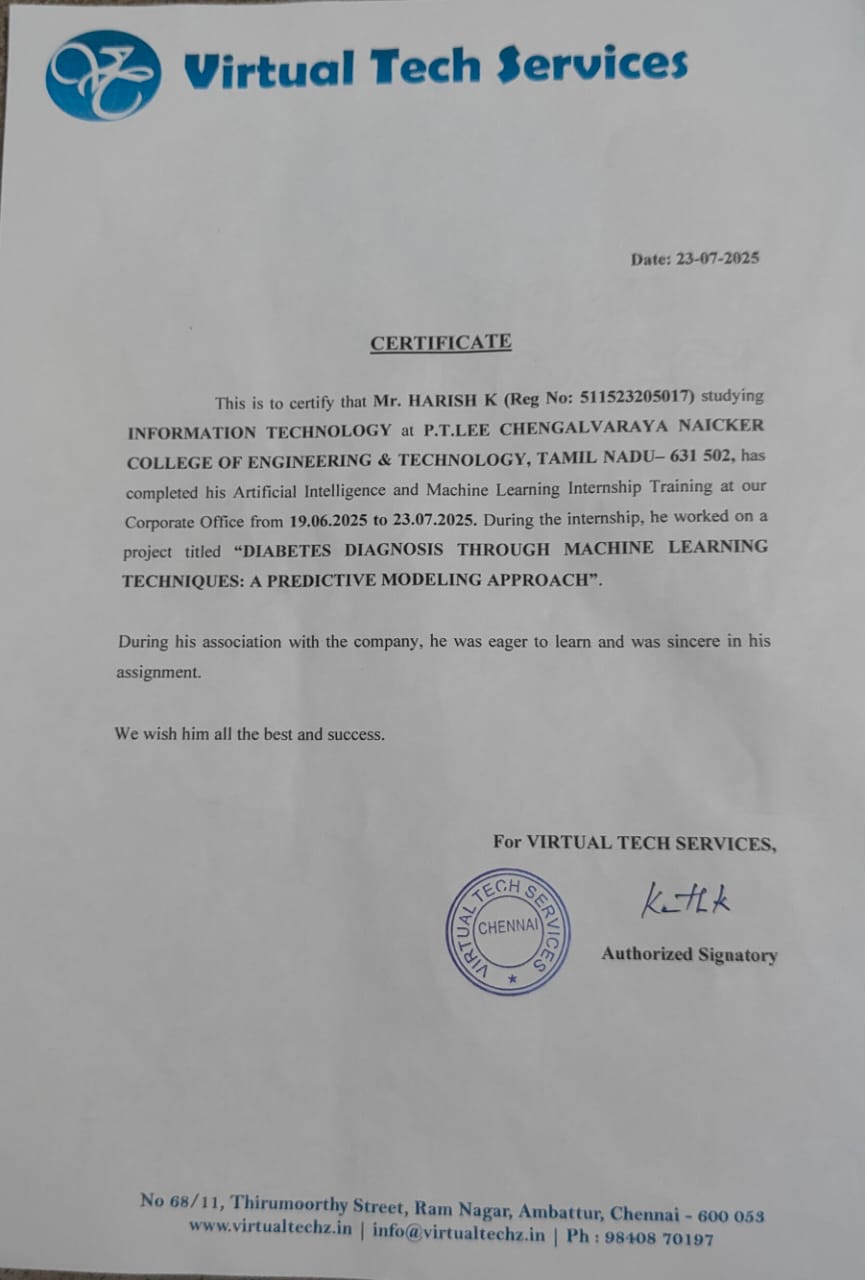 Virtual Tech Services
Date: 23-07-2025
CERTIFICATE
This is to certify that Mr. HARISH K (Reg No: 511523205017) studying
INFORMATION TECHNOLOGY at P.T.LEE CHENGALVARAYA NAICKER
COLLEGE OF ENGINEERING & TECHNOLOGY, TAMIL NADU– 631 502, has
completed his Artificial Intelligence and Machine Learning Internship Training at our
Corporate Office from 19.06.2025 to 23.07.2025. During the internship, he worked on a
project titled “DIABETES DIAGNOSIS THROUGH MACHINE LEARNING
TECHNIQUES: A PREDICTIVE MODELING APPROACH”.
During his association with the company, he was eager to learn and was sincere in his
assignment.
We wish him all the best and success.
For VIRTUAL TECH SERVICES,
VIRTUAL TECH SERVICES
CHENNAI
Authorized Signatory
No 68/11, Thirumoorthy Street, Ram Nagar, Ambattur, Chennai - 600 053
www.virtualtechz.in | info@virtualtechz.in | Ph : 98408 70197